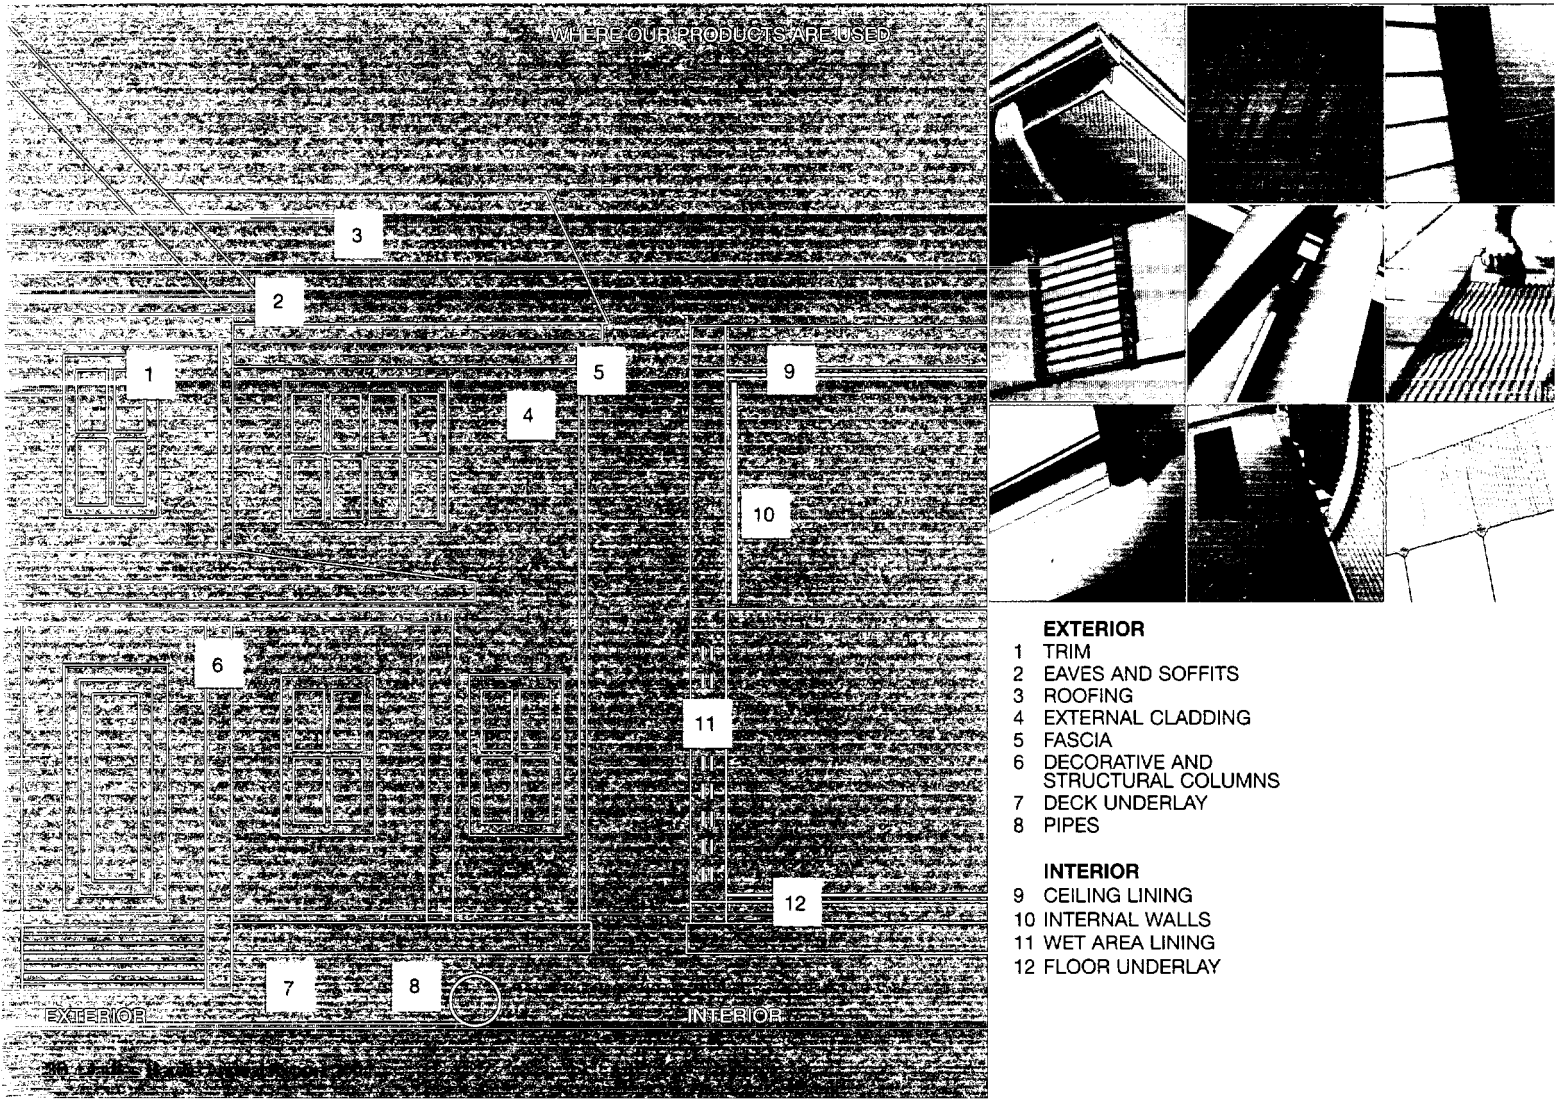 WHERE OUR PRODUCTS ARE USED
3
2
1
5
9
4
10
6
11
12
7
8
EXTERIOR
INTERIOR
EXTERIOR
1 TRIM
2 EAVES AND SOFFITS
3 ROOFING
4 EXTERNAL CLADDING
5 FASCIA
6 DECORATIVE AND
STRUCTURAL COLUMNS
7 DECK UNDERLAY
8 PIPES
INTERIOR
9 CEILING LINING
10 INTERNAL WALLS
11 WET AREA LINING
12 FLOOR UNDERLAY